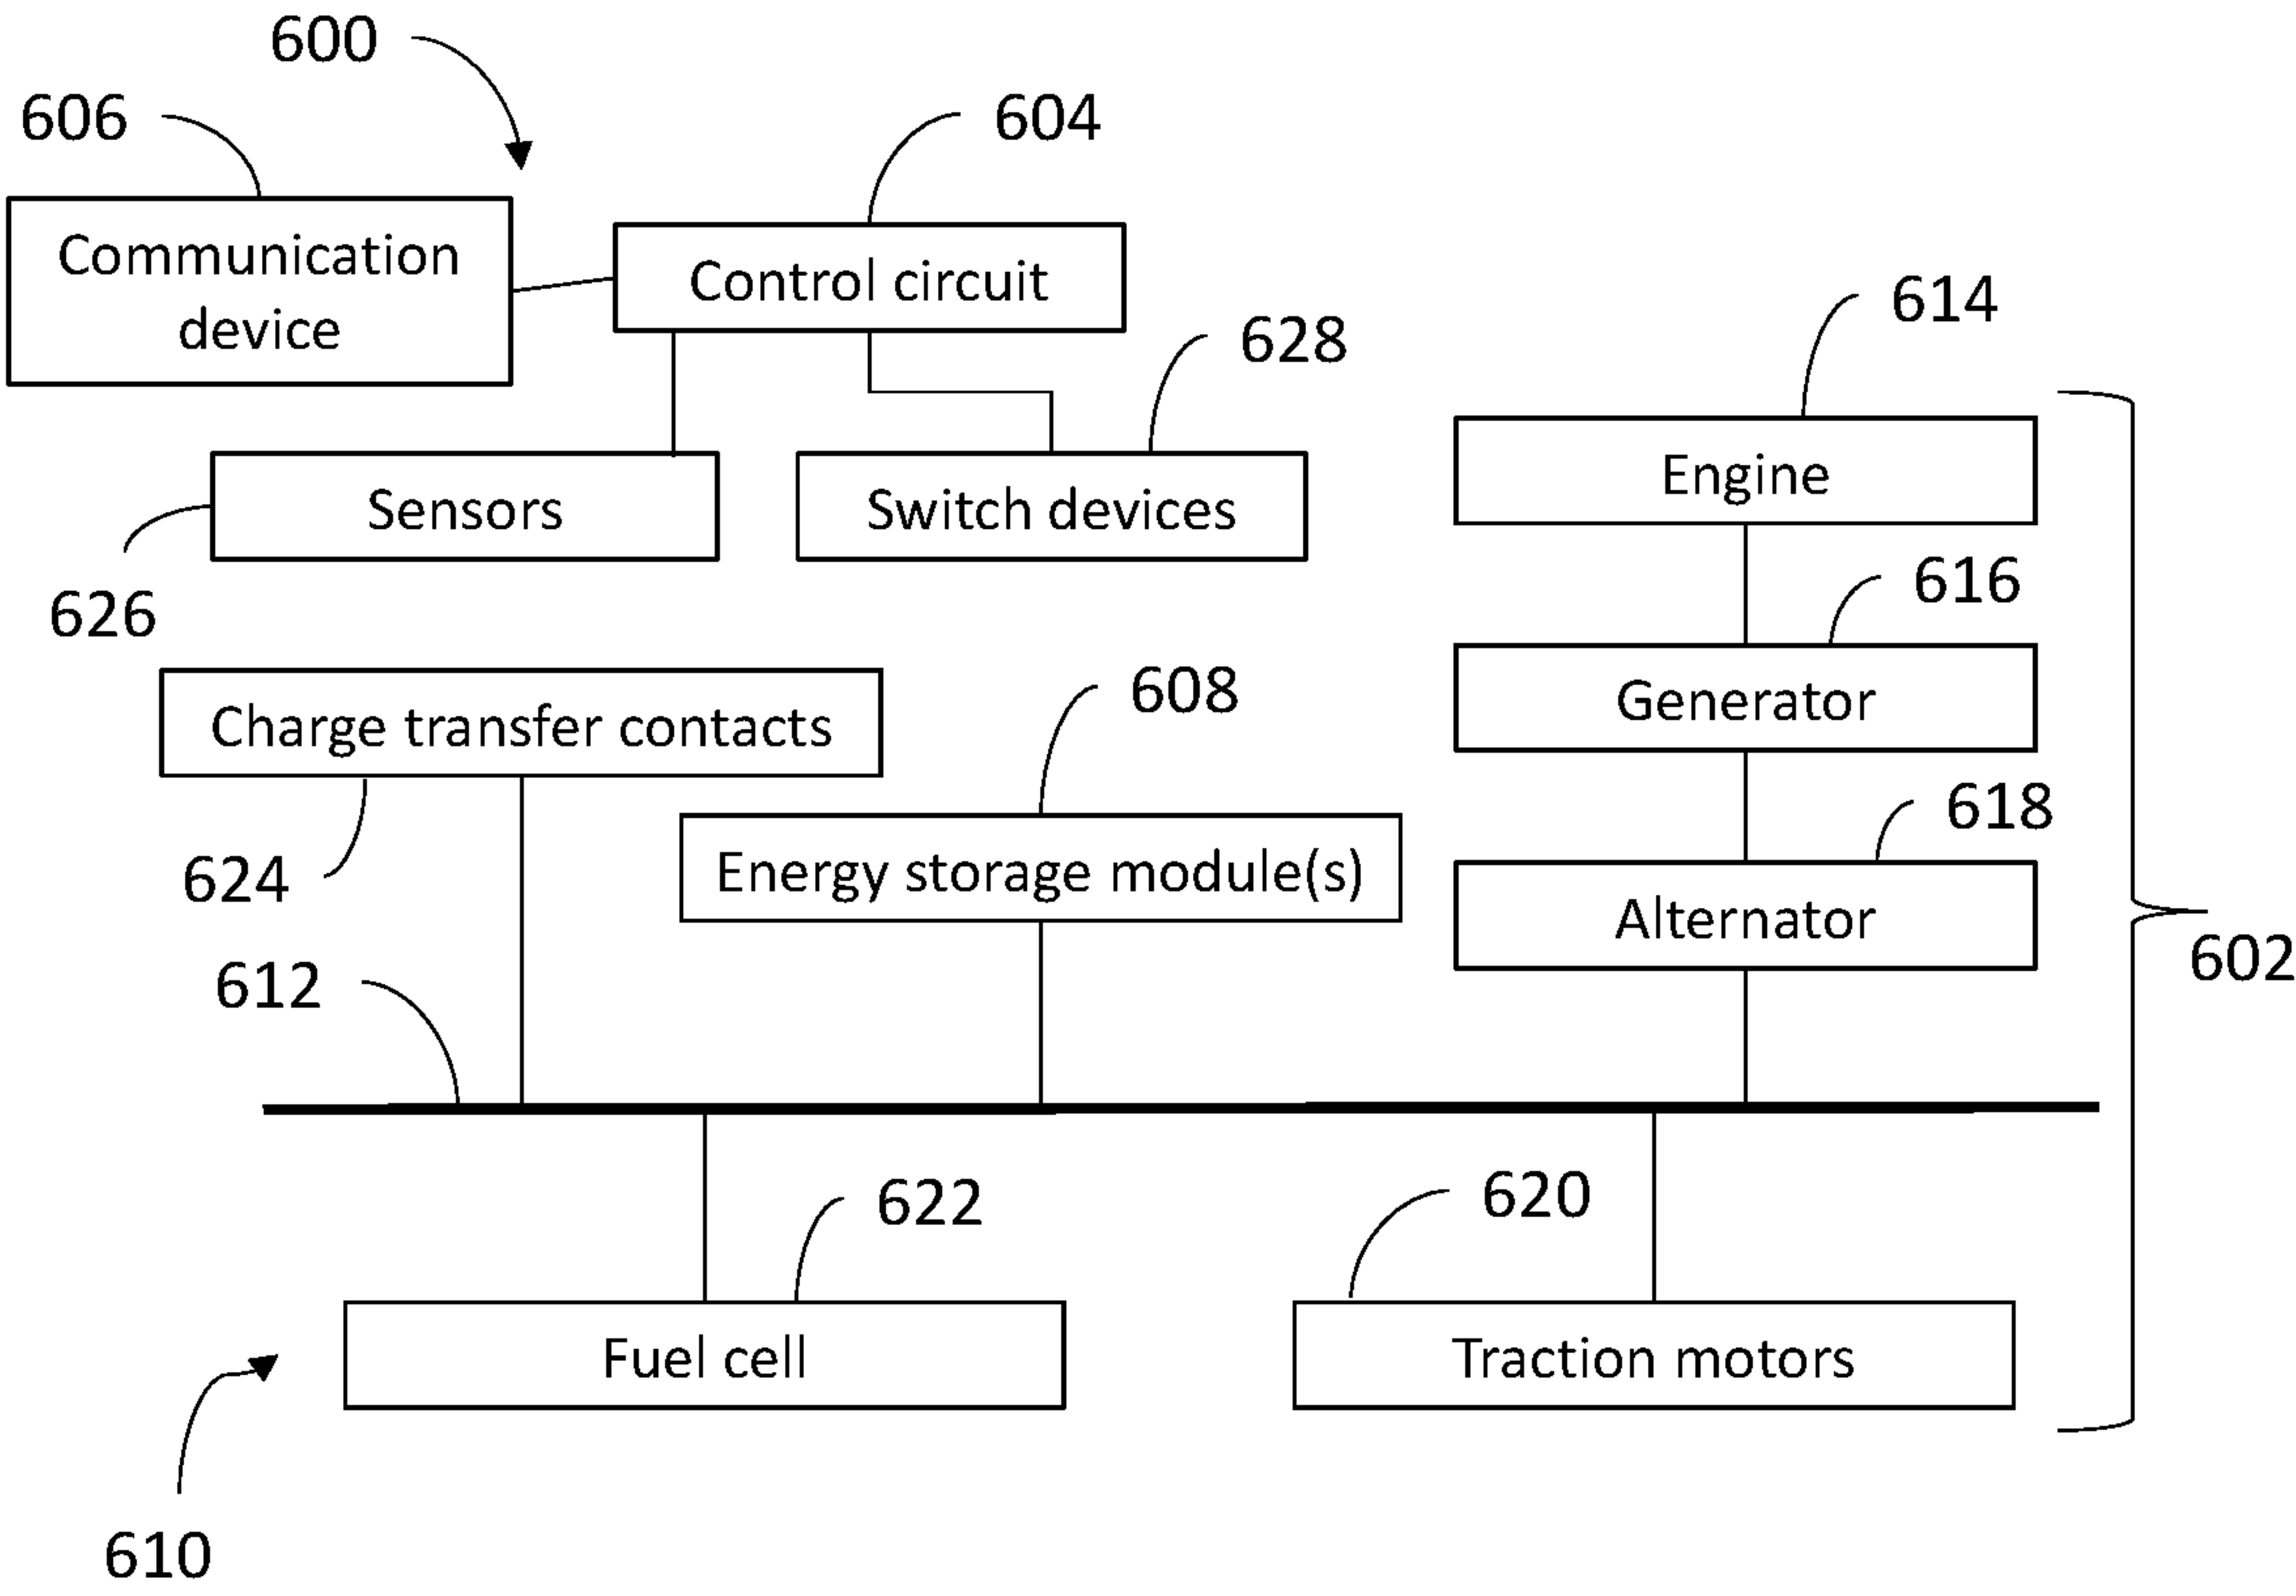 600
606
604
Communication
device
Control circuit
614
628
Engine
Sensors
Switch devices
616
626
608
Charge transfer contacts
Generator
618
624
Energy storage module(s)
Alternator
602
612
622
620
Fuel cell
Traction motors
610